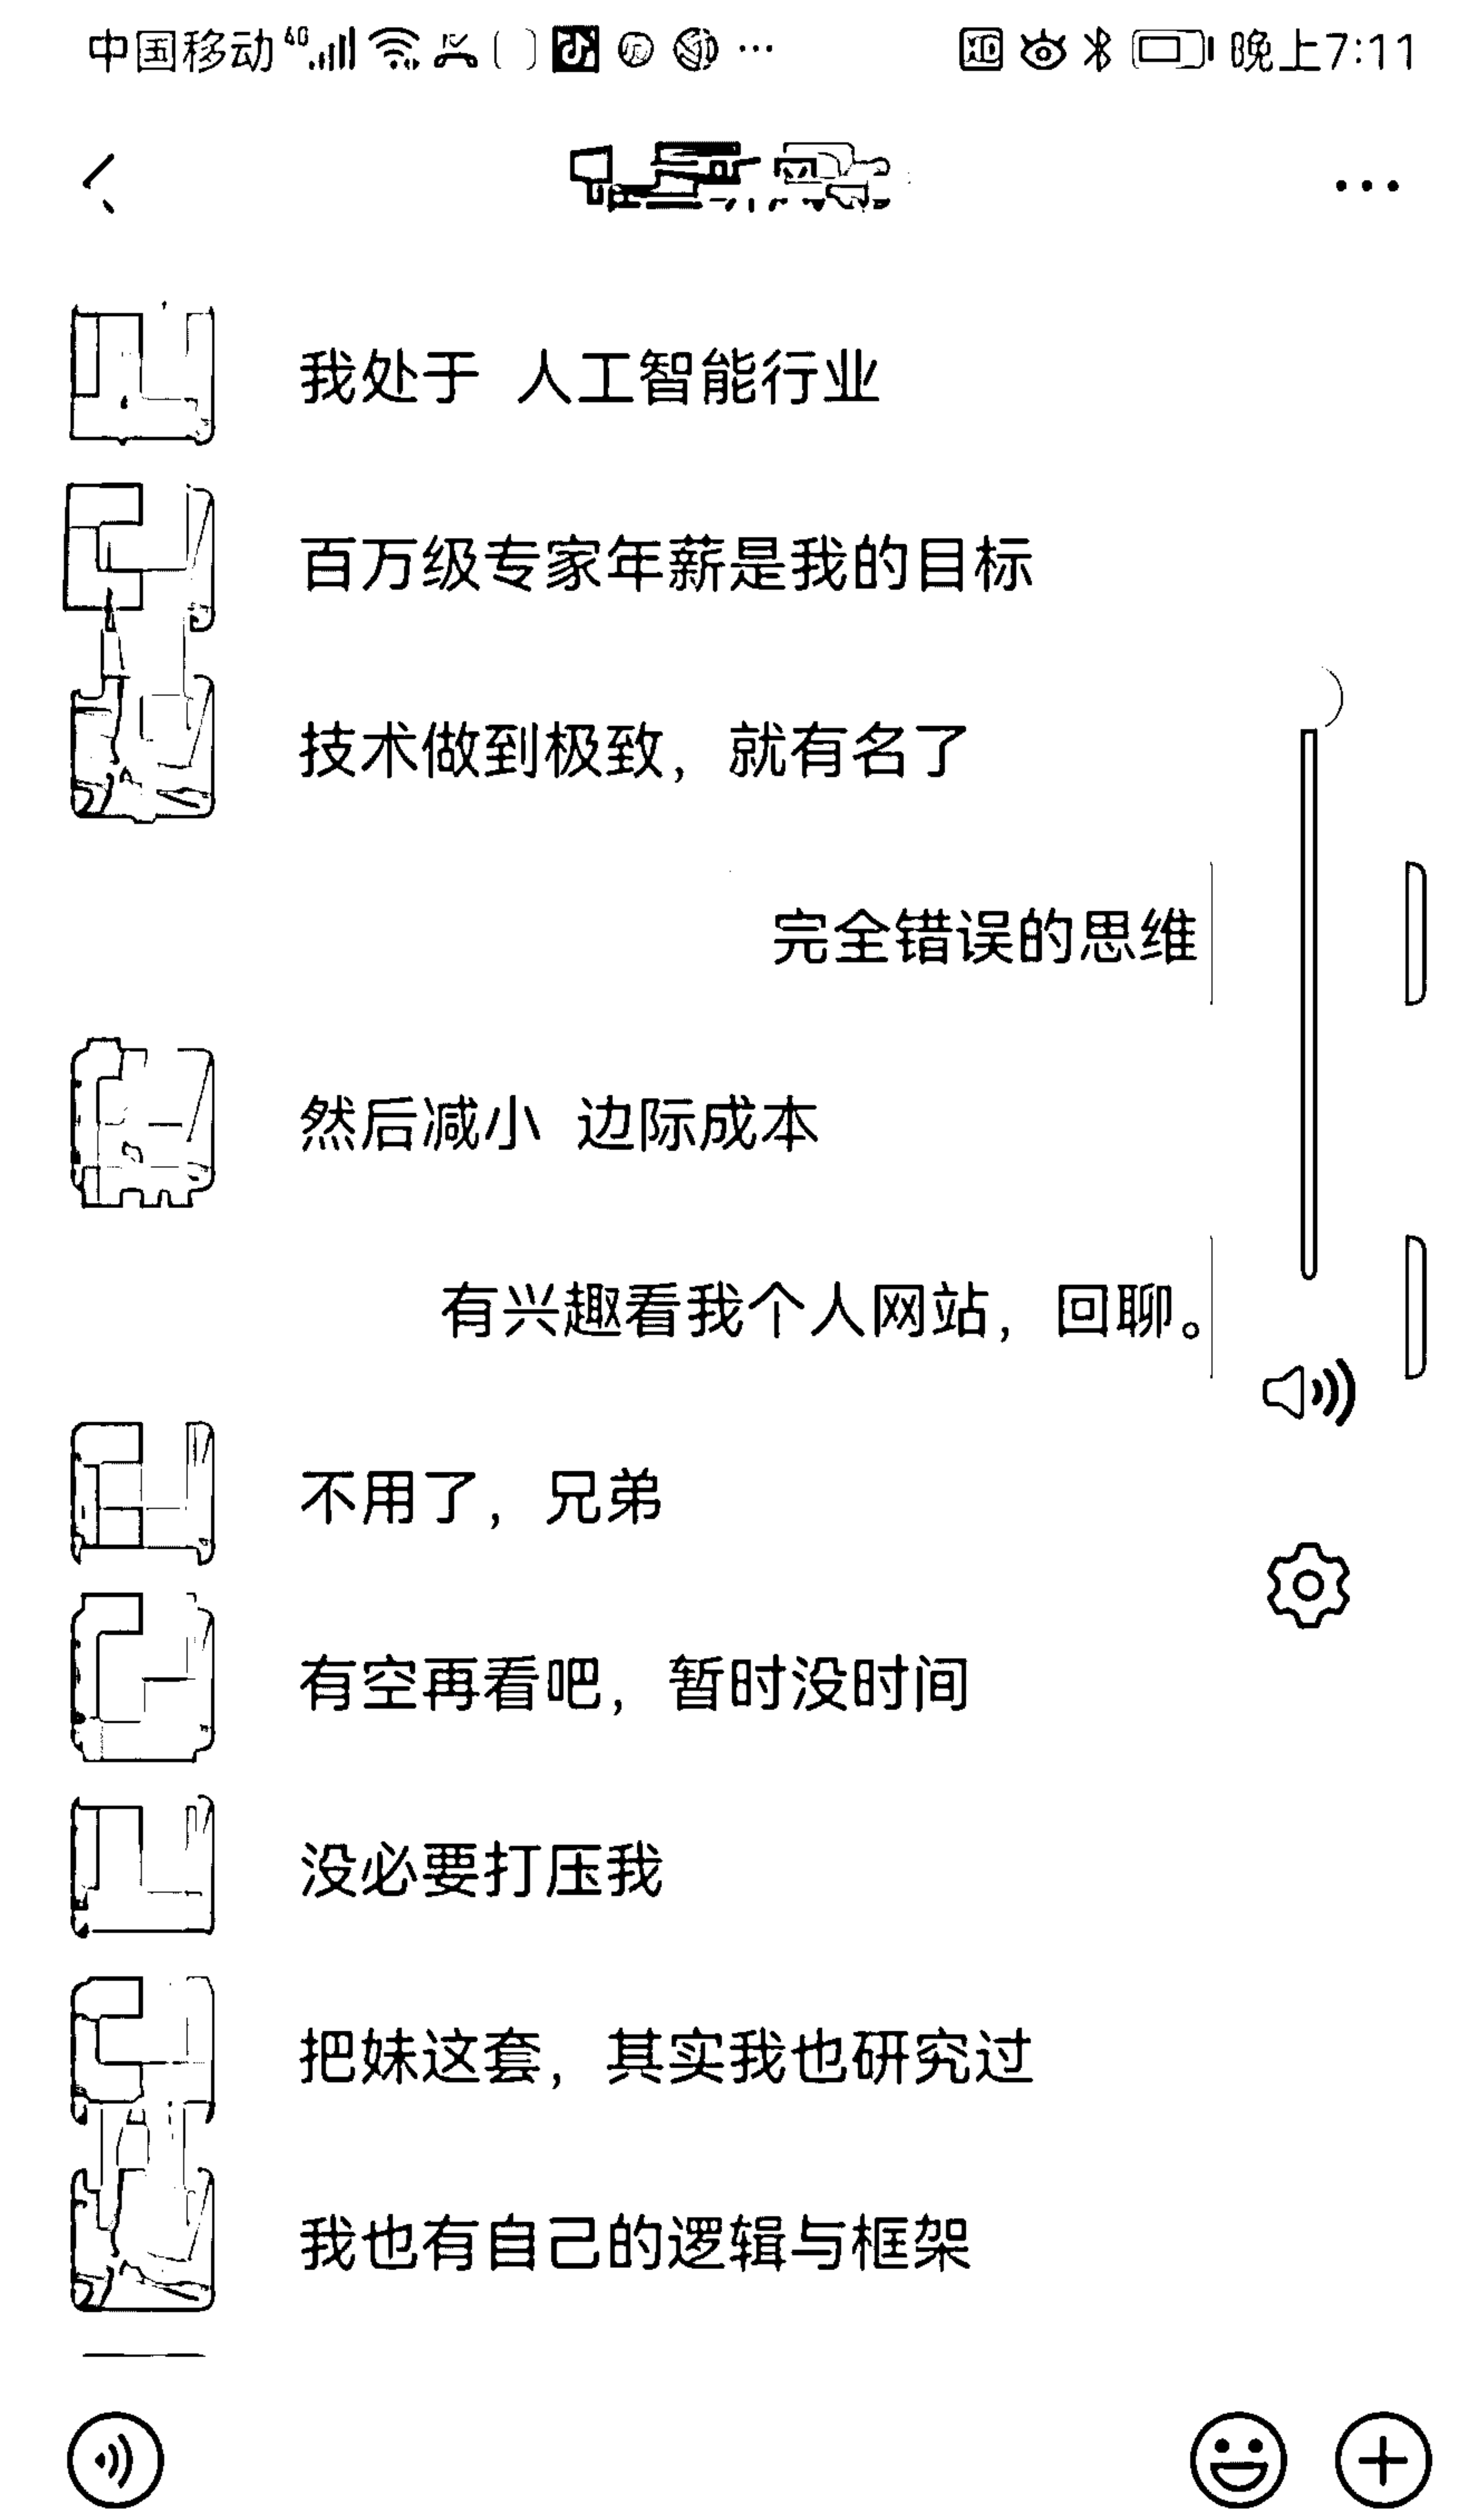 中国移动 4G HD 晚上7:11
我处于 人工智能行业
百万级专家年薪是我的目标
技术做到极致，就有名了
完全错误的思维
然后减小 边际成本
有兴趣看我个人网站，回聊。
不用了，兄弟
有空再看吧，暂时没时间
没必要打压我
把妹这套，其实我也研究过
我也有自己的逻辑与框架